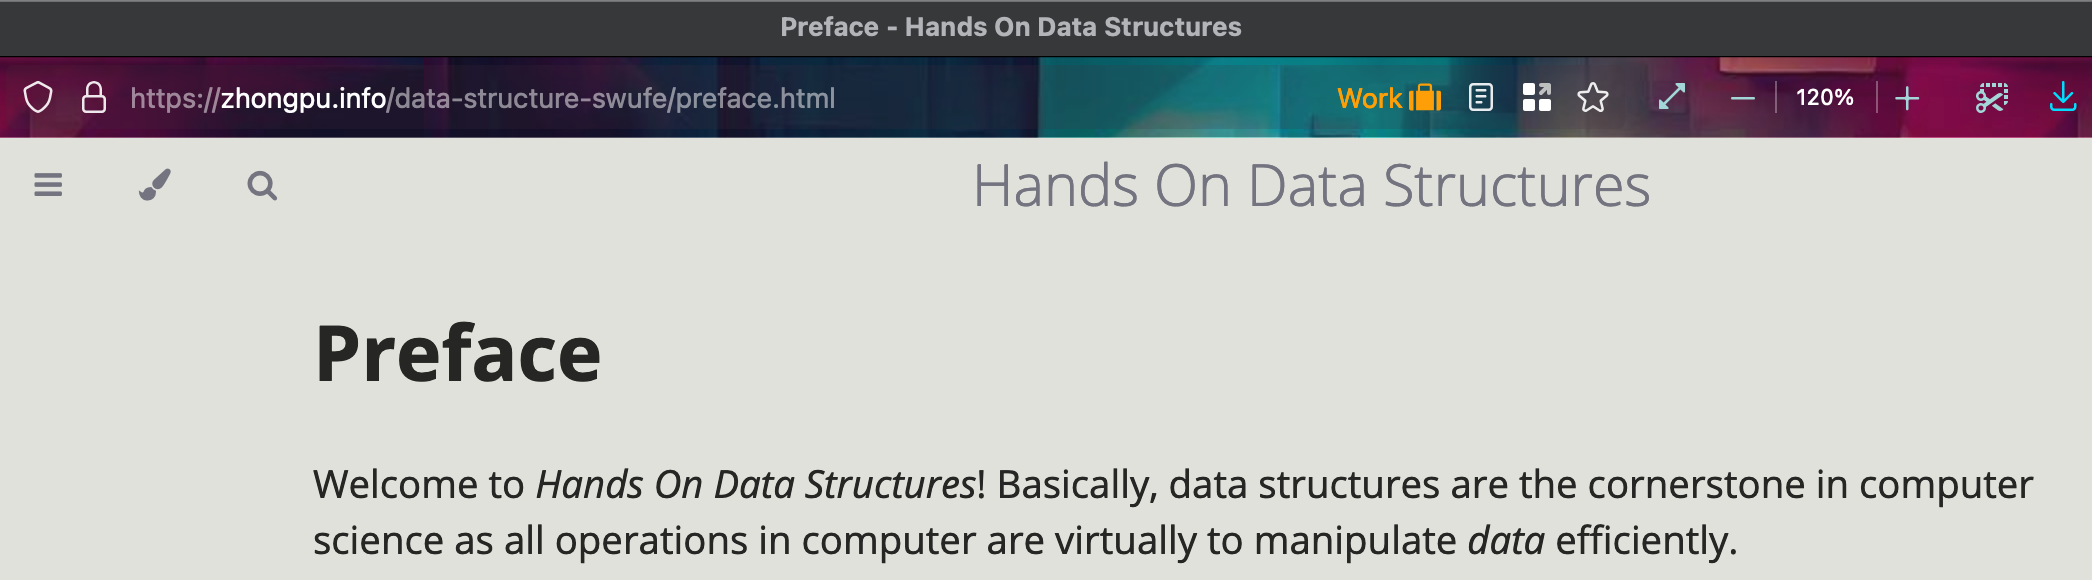 Preface - Hands On Data Structures
https://zhongpu.info/data-structure-swufe/preface.html
Work
120%
Hands On Data Structures
Preface
Welcome to Hands On Data Structures! Basically, data structures are the cornerstone in computer
science as all operations in computer are virtually to manipulate data efficiently.